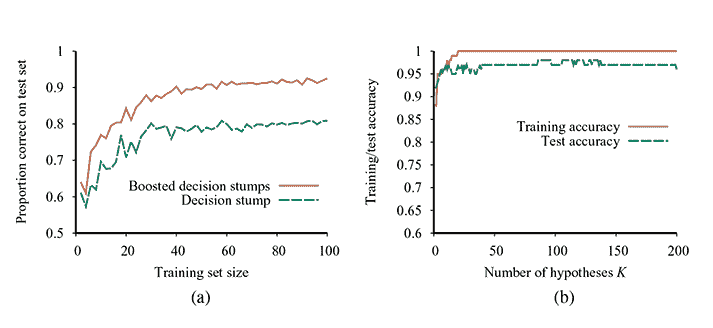 Proportion correct on test set
1
0.9
0.8
0.7
0.6
0.5
Boosted decision stumps
Decision stump
0 20 40 60 80 100
Training set size
(a)
Training/test accuracy
1
0.95
0.9
0.85
0.8
0.75
0.7
0.65
0.6
Training accuracy
Test accuracy
0 50 100 150 200
Number of hypotheses K
(b)